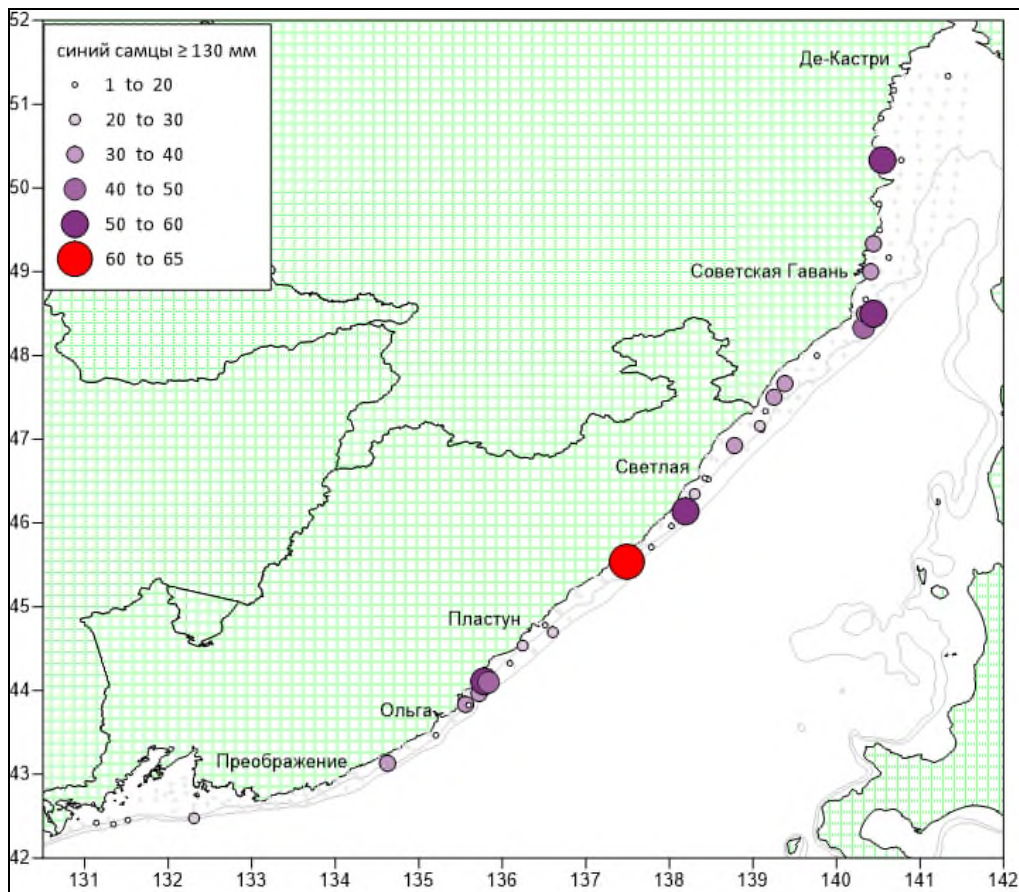 синий самцы ≥ 130 мм
1 to 20
20 to 30
30 to 40
40 to 50
50 to 60
60 to 65
Де-Кастри
Советская Гавань
Светлая
Пластун
Ольга
Преображение
52
51
50
49
48
47
46
45
44
43
42
131 132 133 134 135 136 137 138 139 140 141 142